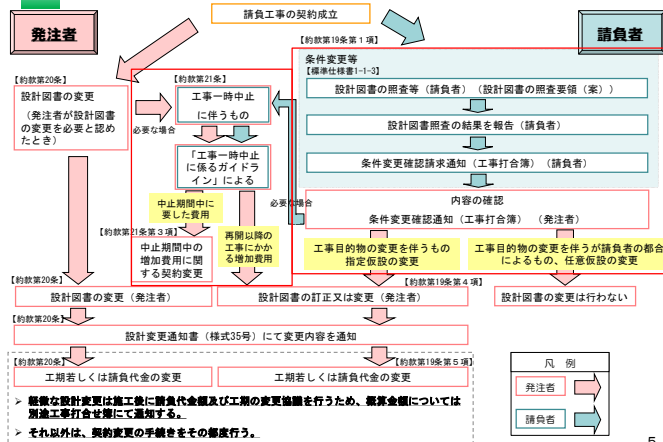 請負工事の契約成立
発注者
請負者
【約款第19条第１項】
条件変更等
【標準仕様書1-1-3】
設計図書の照査等（請負者）（設計図書の照査要領（案））
設計図書照査の結果を報告（請負者）
条件変更確認請求通知（工事打合簿）（請負者）
内容の確認
条件変更確認通知（工事打合簿）　（発注者）
【約款第20条】
設計図書の変更
（発注者が設計図書
の変更を必要と認め
たとき）
必要な場合
【約款第21条】
工事一時中止
に伴うもの
「工事一時中止
に係るガイドラ
イン」による
必要な場合
中止期間中に
要した費用
【約款第21条第３項】
中止期間中の
増加費用に関
する契約変更
再開以降の
工事にかか
る増加費用
工事目的物の変更を伴うもの
指定仮設の変更
工事目的物の変更を伴うが請負者の都合
によるもの、任意仮設の変更
【約款第20条】
設計図書の変更（発注者）
【約款第19条第４項】
設計図書の訂正又は変更（発注者）
設計図書の変更は行わない
【約款第20条】
設計変更通知書（様式35号）にて変更内容を通知
【約款第20条】
工期若しくは請負代金の変更
【約款第19条第５項】
工期若しくは請負代金の変更
➢ 軽微な設計変更は施工後に請負代金額及び工期の変更協議を行うため、概算金額については
別途工事打合せ簿にて通知する。
➢ それ以外は、契約変更の手続きをその都度行う。
凡　例
発注者
請負者
5